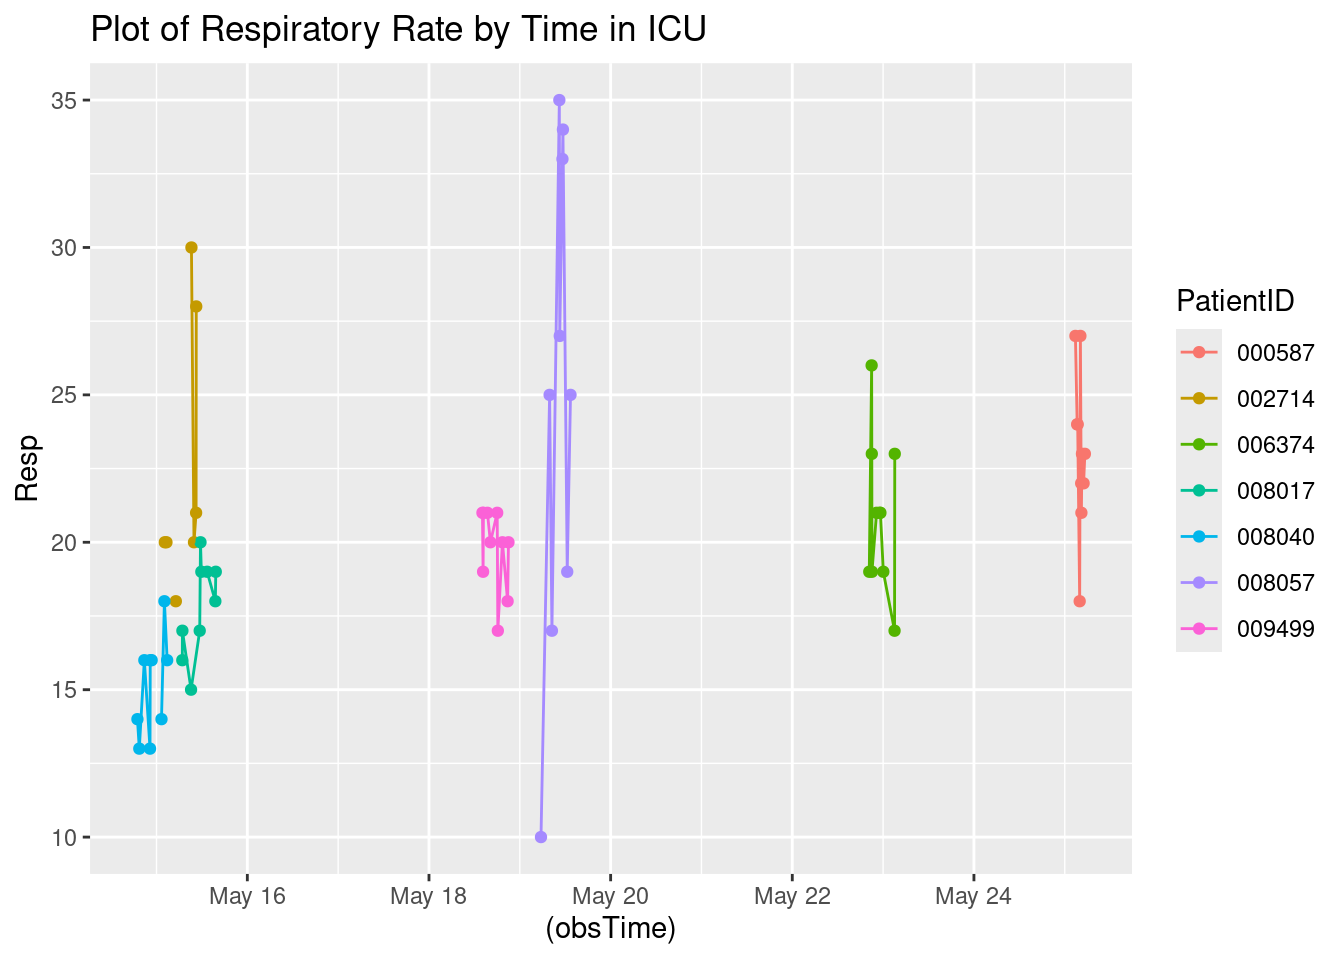 Plot of Respiratory Rate by Time in ICU
35
30
25
20
15
10
Resp
May 16
May 18
May 20
May 22
May 24
(obsTime)
PatientID
000587
002714
006374
008017
008040
008057
009499